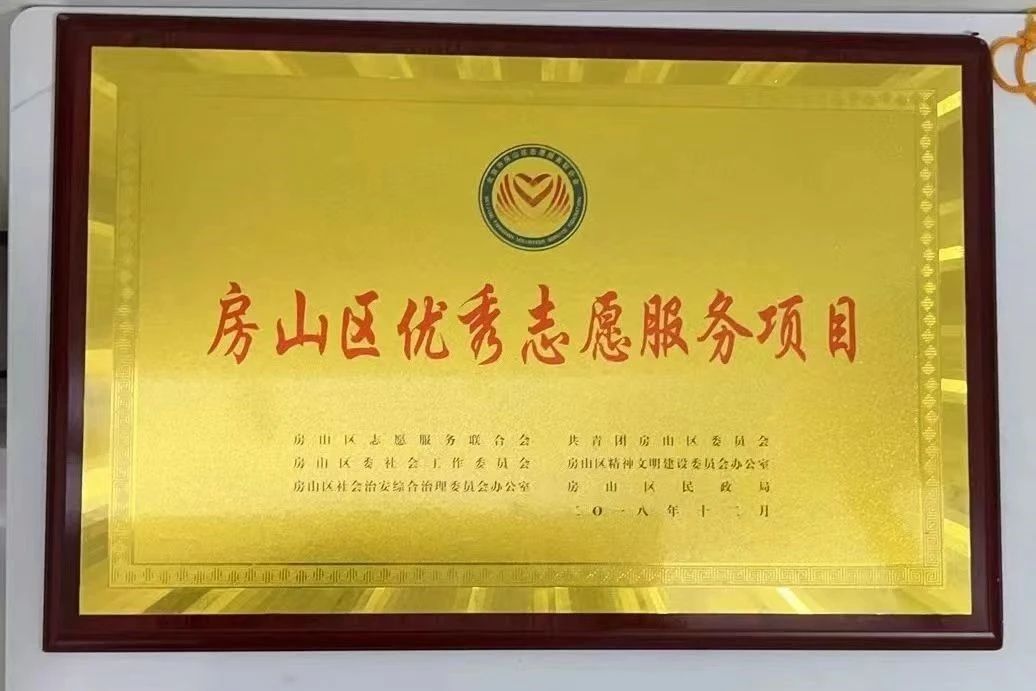 房山区优秀志愿服务项目
房山区志愿服务联合会
共青团房山区委员会
房山区委社会工作委员会
房山区精神文明建设委员会办公室
房山区社会治安综合治理委员会办公室
房山区民政局
二〇一八年十二月